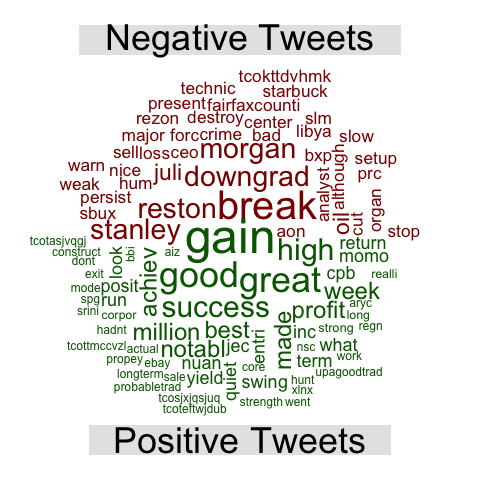 Negative Tweets
tcokttdvhmk
technic starbuck
present fairfaxcounti
rezon destroy center slm
major forccrime bad libya slow
selllossceo morgan bxp setup
warn nice juli downgrad analyst although prc
weak hum
persist reston break oil cut organ
sbux stanley aon stop
tcotasjvqgj gain high return
construct look bbi aiz momo
dont
exit achiev good great cpb realli
mode posit week
spg run success profit aryc
srini corpor made long
hadnt million best entri inc strong regn
tcottmccvzl actual notabl jec nsc what
propey ebay nuan core term work
longterm sale yield quiet swing hunt upagoodtrad
probabletrad xlnx
tcosjxjqsjuq strength went
tcoteftwjdub
Positive Tweets